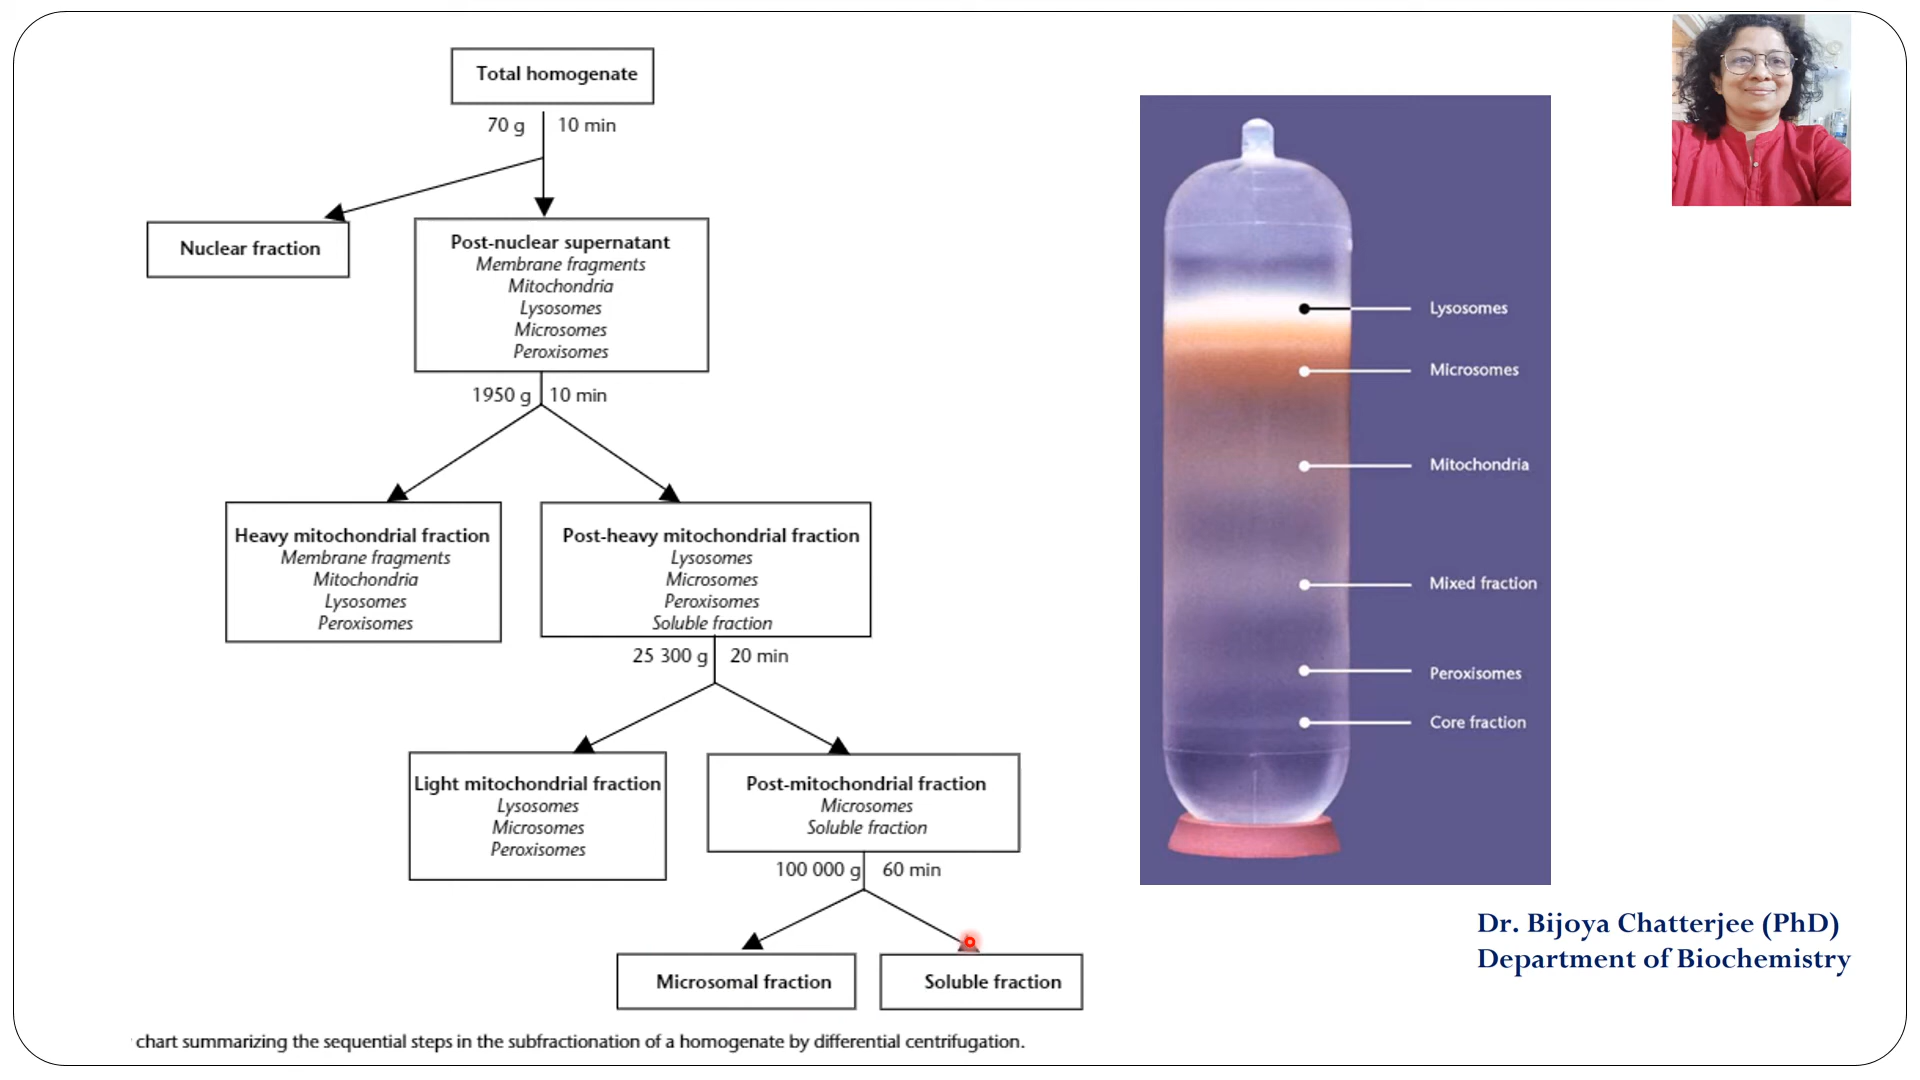 Total homogenate
70 g 10 min
Nuclear fraction
Post-nuclear supernatant
Membrane fragments
Mitochondria
Lysosomes
Microsomes
Peroxisomes
1950 g 10 min
Heavy mitochondrial fraction
Membrane fragments
Mitochondria
Lysosomes
Peroxisomes
Post-heavy mitochondrial fraction
Lysosomes
Microsomes
Peroxisomes
Soluble fraction
25 300 g 20 min
Light mitochondrial fraction
Lysosomes
Microsomes
Peroxisomes
Post-mitochondrial fraction
Microsomes
Soluble fraction
100 000 g 60 min
Microsomal fraction
Soluble fraction
chart summarizing the sequential steps in the subfractionation of a homogenate by differential centrifugation.
Lysosomes
Microsomes
Mitochondria
Mixed fraction
Peroxisomes
Core fraction
Dr. Bijoya Chatterjee (PhD)
Department of Biochemistry